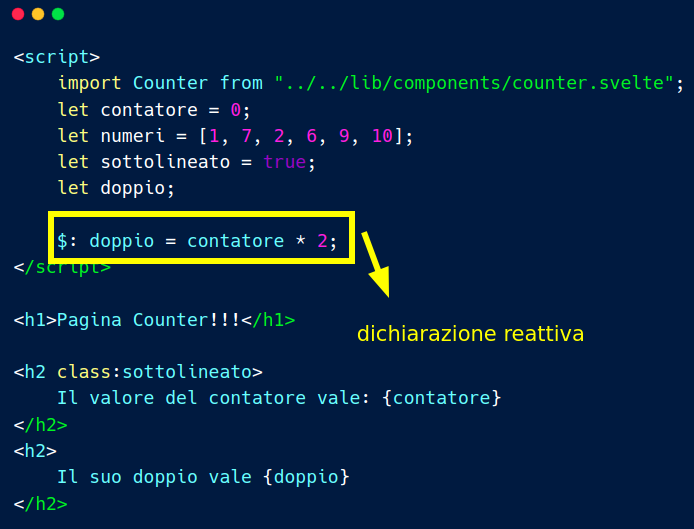 <script>
import Counter from "../../lib/components/counter.svelte";
let contatore = 0;
let numeri = [1, 7, 2, 6, 9, 10];
let sottolineato = true;
let doppio;
$: doppio = contatore * 2;
</script>
<h1>Pagina Counter!!!</h1>
dichiarazione reattiva
<h2 class:sottolineato>
Il valore del contatore vale: {contatore}
</h2>
<h2>
Il suo doppio vale {doppio}
</h2>